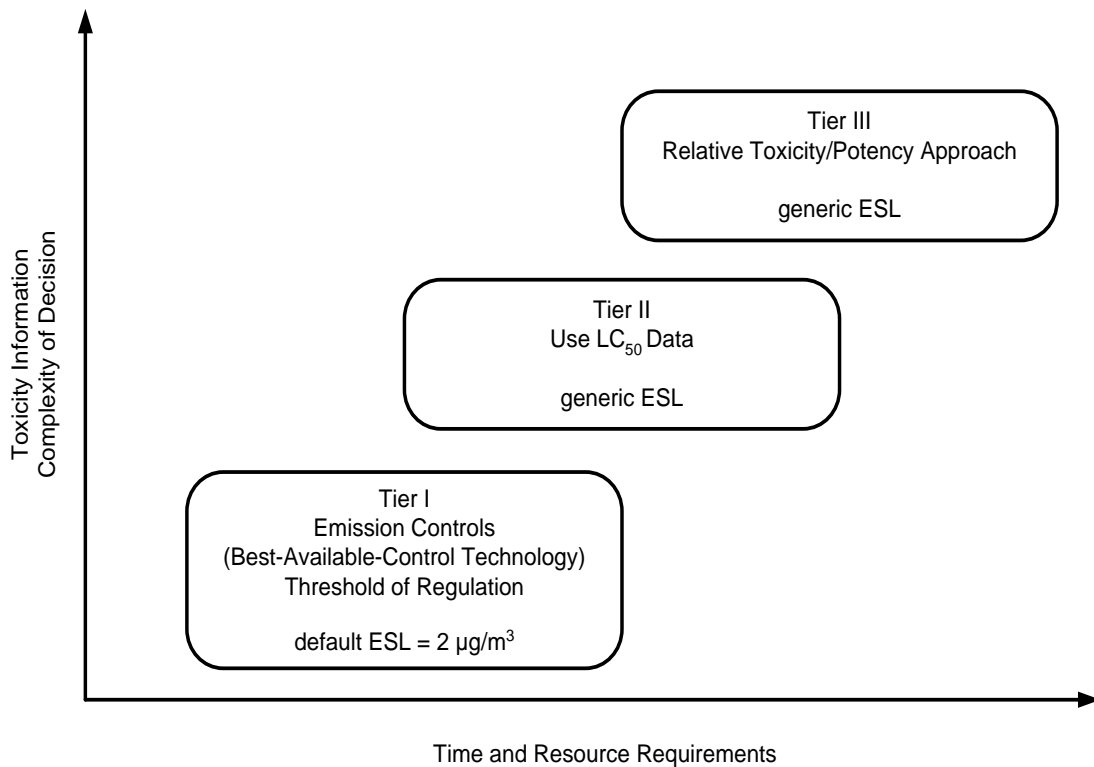 Tier III
Relative Toxicity/Potency Approach
generic ESL
Tier II
Use LC₅₀ Data
generic ESL
Toxicity Information
Complexity of Decision
Tier I
Emission Controls
(Best-Available-Control Technology)
Threshold of Regulation
default ESL = 2 µg/m³
Time and Resource Requirements